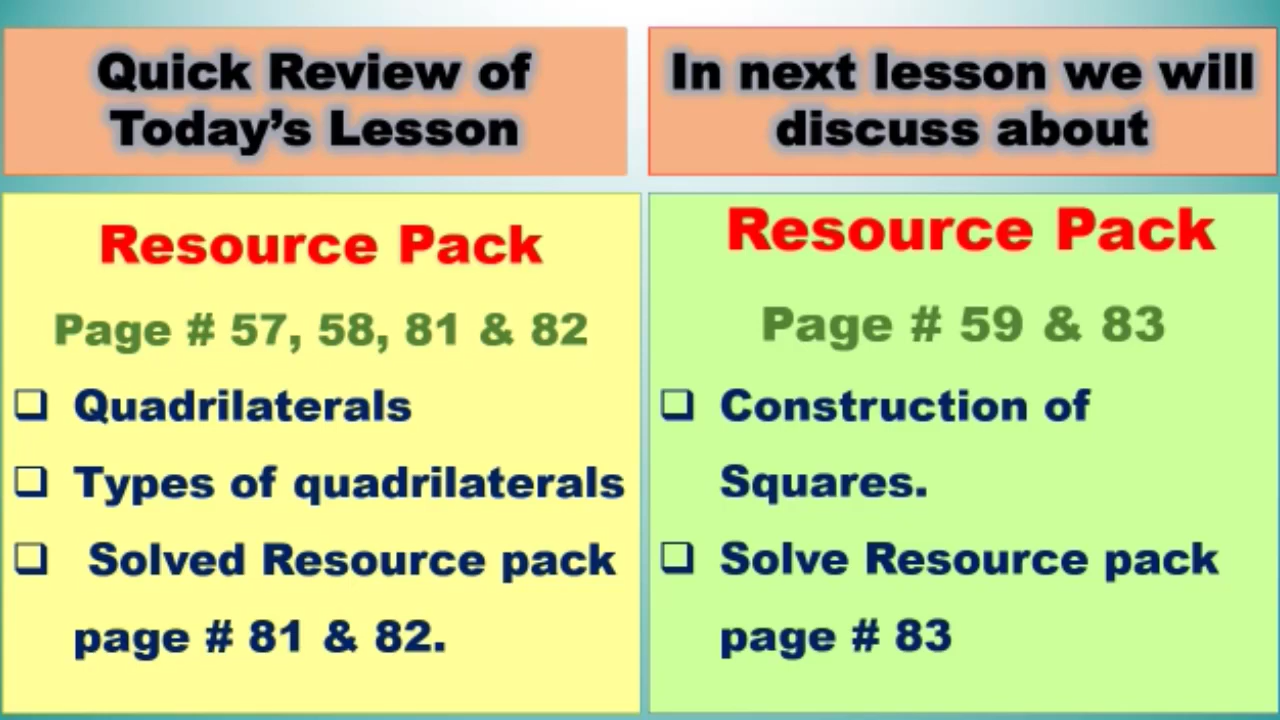 Quick Review of
Today’s Lesson
Resource Pack
Page # 57, 58, 81 & 82
❑ Quadrilaterals
❑ Types of quadrilaterals
❑ Solved Resource pack
page # 81 & 82.
In next lesson we will
discuss about
Resource Pack
Page # 59 & 83
❑ Construction of
Squares.
❑ Solve Resource pack
page # 83